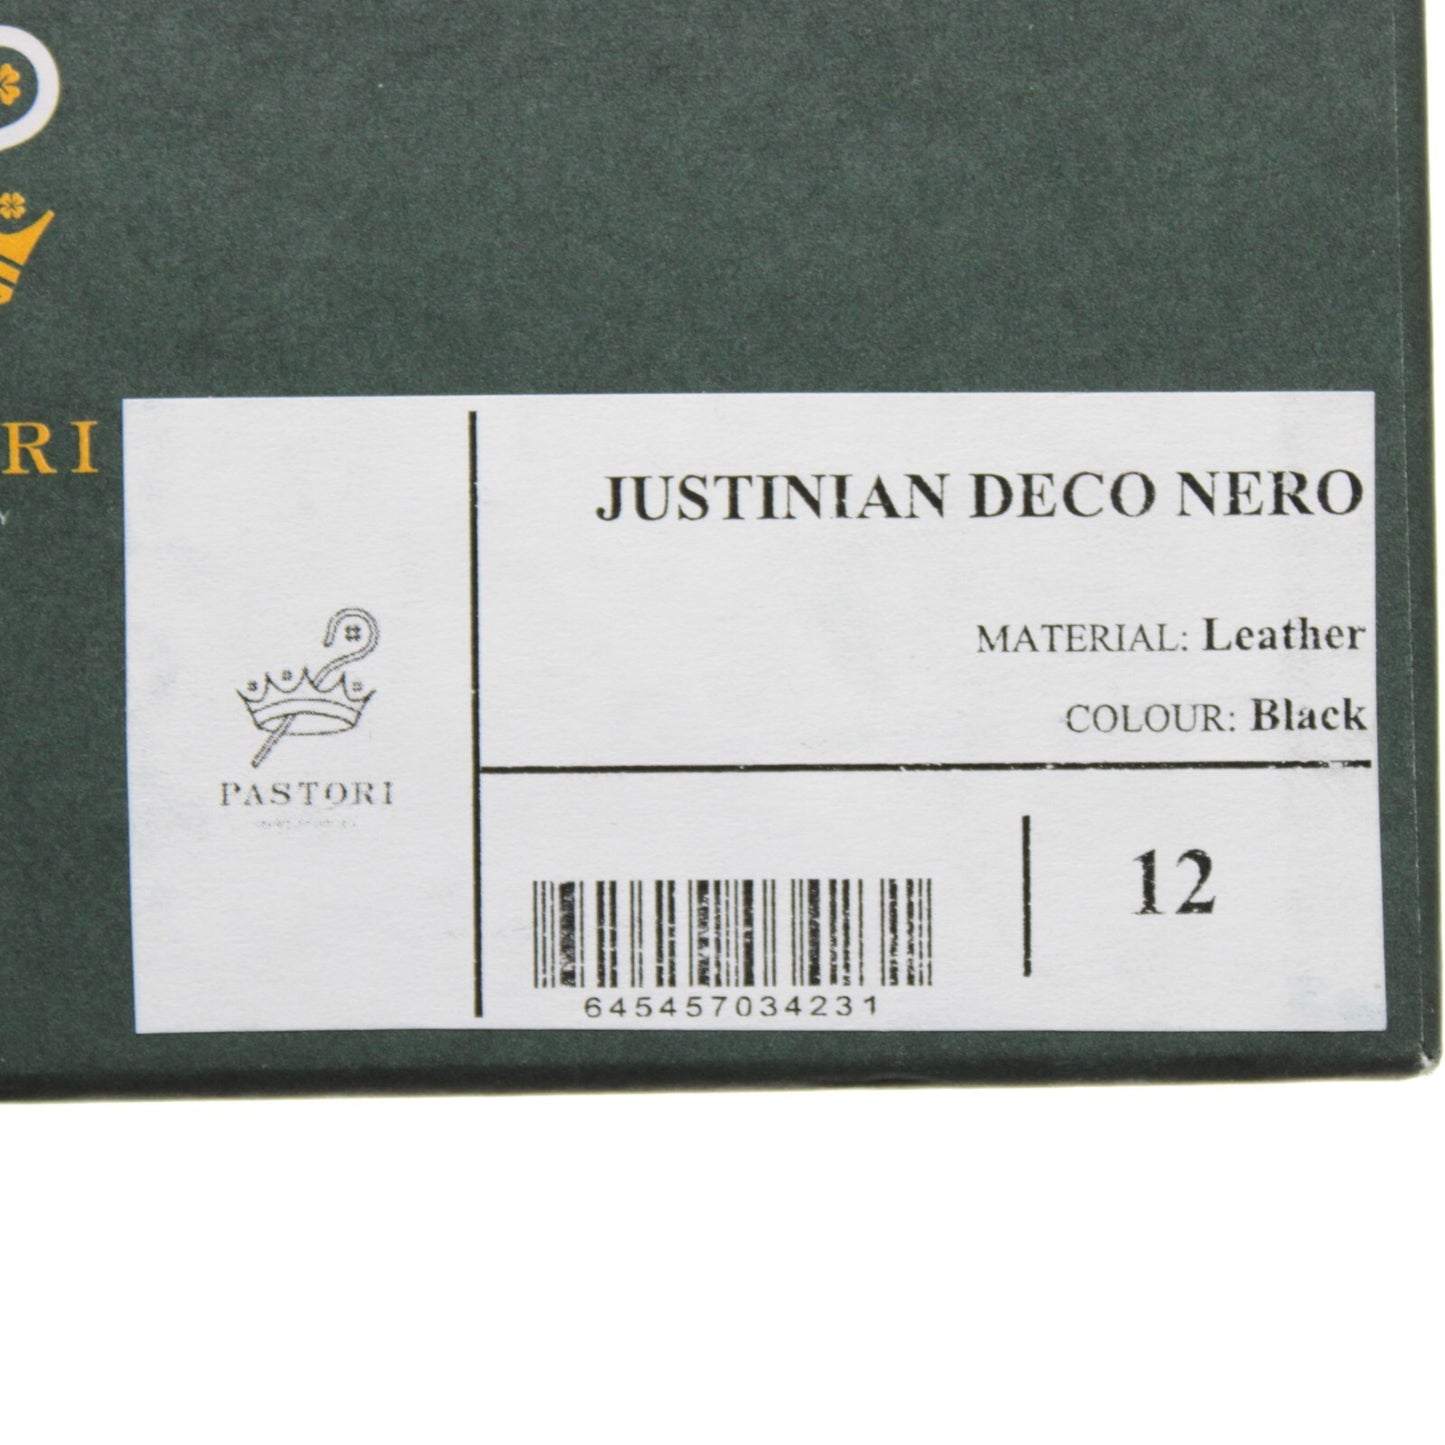 RI
Y
JUSTINIAN DECO NERO
MATERIAL: Leather
COLOUR: Black
PASTORI
12
645457034231